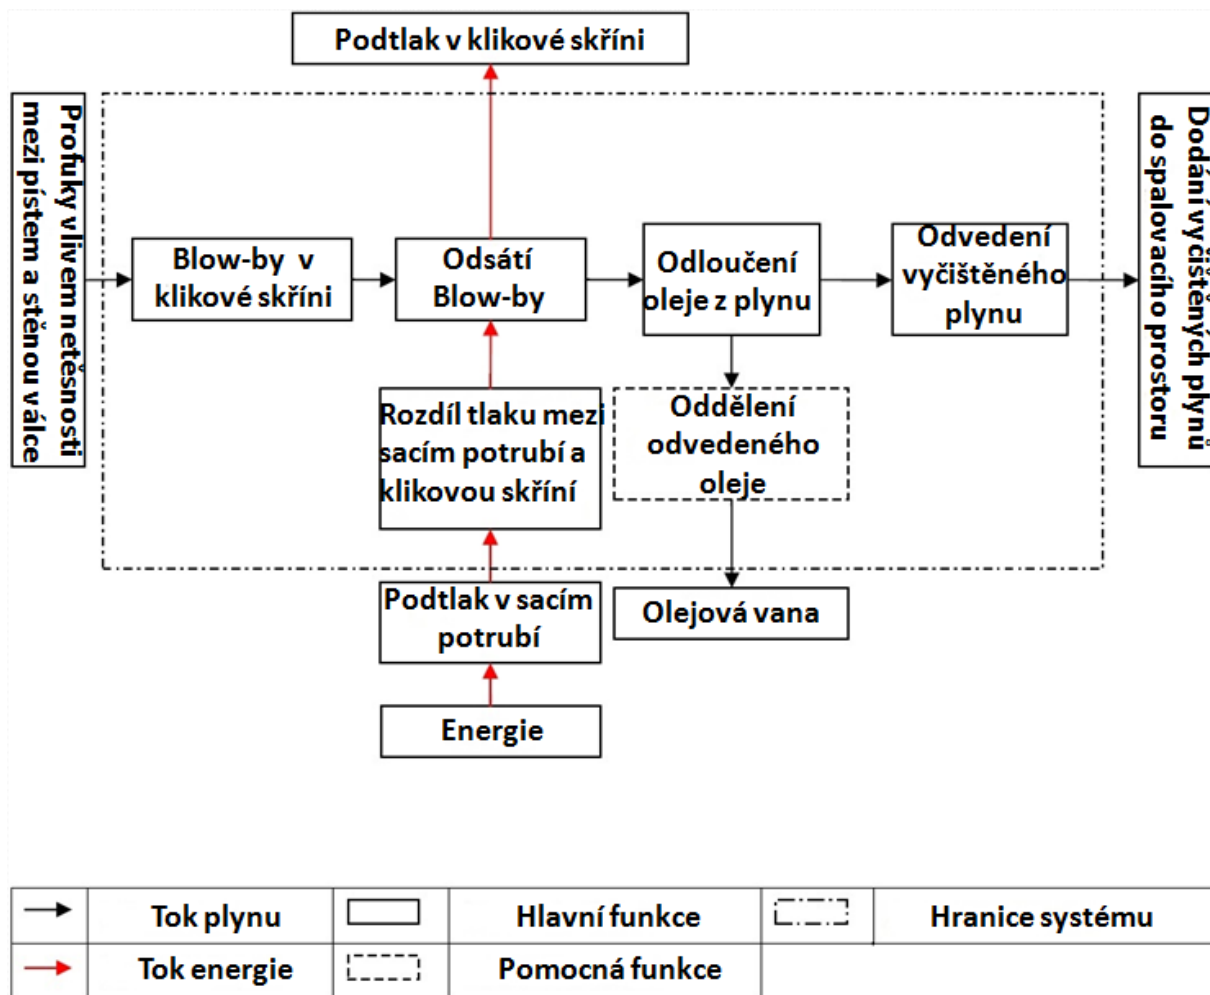 Podtlak v klikové skříni
Profuky vlivem netěsnosti
mezi pístem a stěnou válce
Blow-by v
klikové skříni
Odsátí
Blow-by
Odloučení
oleje z plynu
Odvedení
vyčištěného
plynu
Dodání vyčištěných plynů
do spalovacího prostoru
Rozdíl tlaku mezi
sacím potrubí a
klikovou skříní
Oddělení
odvedeného
oleje
Podtlak v sacím
potrubí
Olejová vana
Energie
Tok plynu
Hlavní funkce
Hranice systému
Tok energie
Pomocná funkce